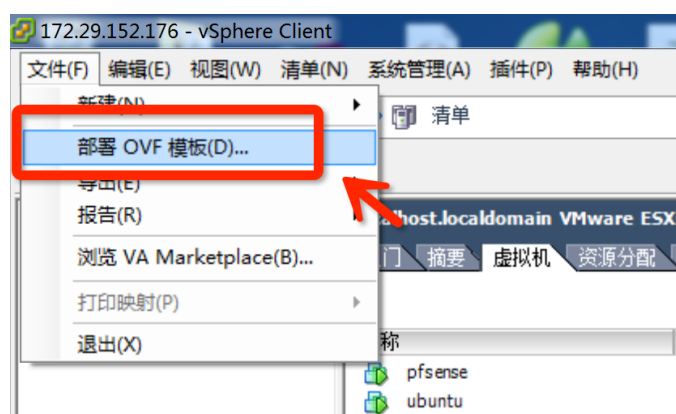 172.29.152.176 - vSphere Client
文件(F) 编辑(E) 视图(W) 清单(N) 系统管理(A) 插件(P) 帮助(H)
新建(N)
清单
部署 OVF 模板(D)...
导出(E)
报告(R)
host.localdomain VMware ESX
浏览 VA Marketplace(B)...
门 摘要 虚拟机 资源分配
打印映射(P)
退出(X)
称
pfsense
ubuntu